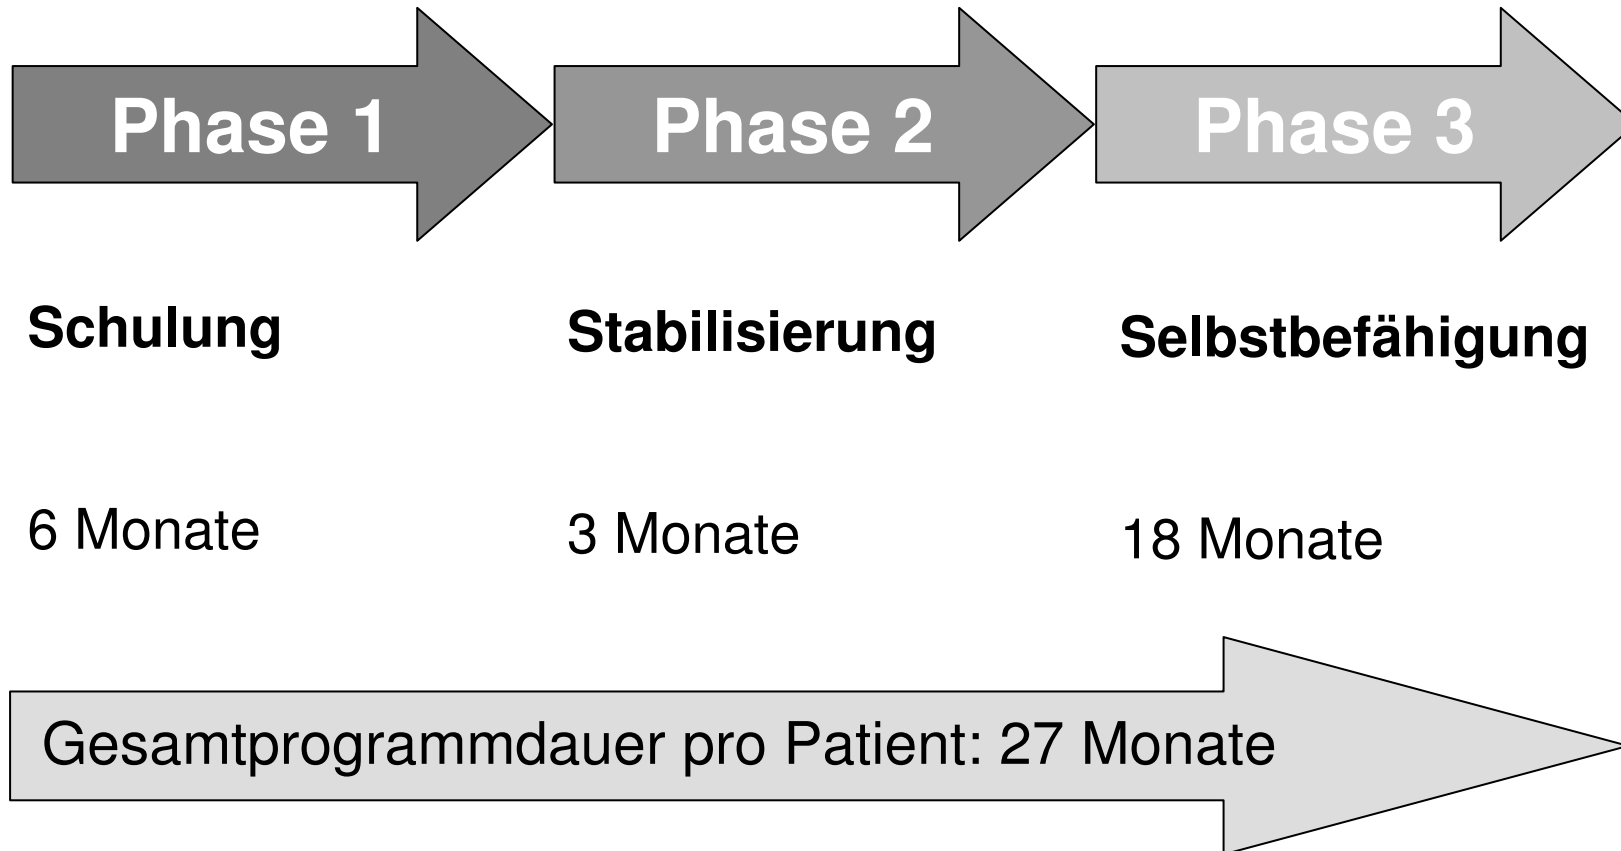 Phase 1
Phase 2
Phase 3
Schulung
Stabilisierung
Selbstbefähigung
6 Monate
3 Monate
18 Monate
Gesamtprogrammdauer pro Patient: 27 Monate